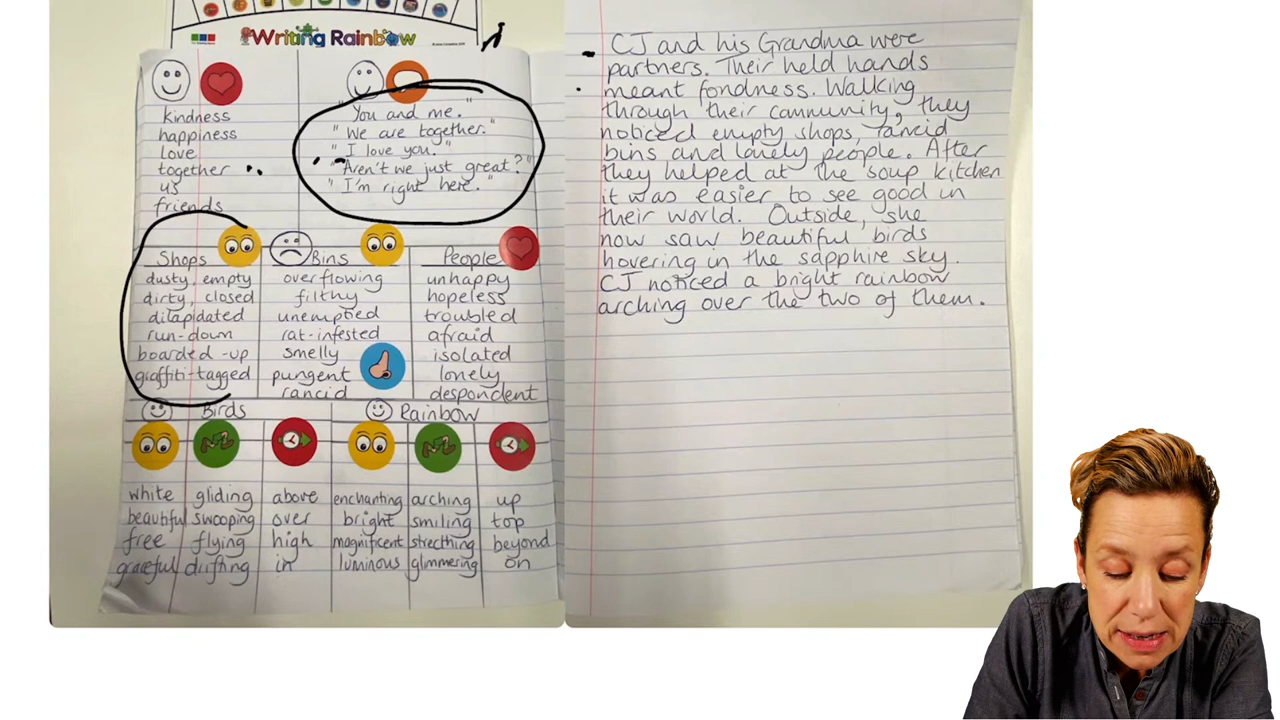 Writing Rainbow
kindness
happiness
love
together
us
friends
"You and me."
"We are together."
"I love you."
"Aren't we just great?"
"I'm right here."
Shops
dusty, empty
dirty, closed
dilapidated
run-down
boarded-up
graffiti-tagged
Bins
overflowing
filthy
unemptied
rat-infested
smelly
pungent
rancid
People
unhappy
hopeless
troubled
afraid
isolated
lonely
despondent
Birds
white gliding above
beautiful swooping over
free flying high
graceful drifting in
Rainbow
enchanting arching up
bright smiling top
magnificent strecthing beyond
luminous glimmering on
CJ and his Grandma were
partners. Their held hands
meant fondness. Walking
through their community, they
noticed empty shops, rancid
bins and lonely people. After
they helped at the soup kitchen
it was easier to see good in
their world. Outside, she
now saw beautiful birds
hovering in the sapphire sky.
CJ noticed a bright rainbow
arching over the two of them.